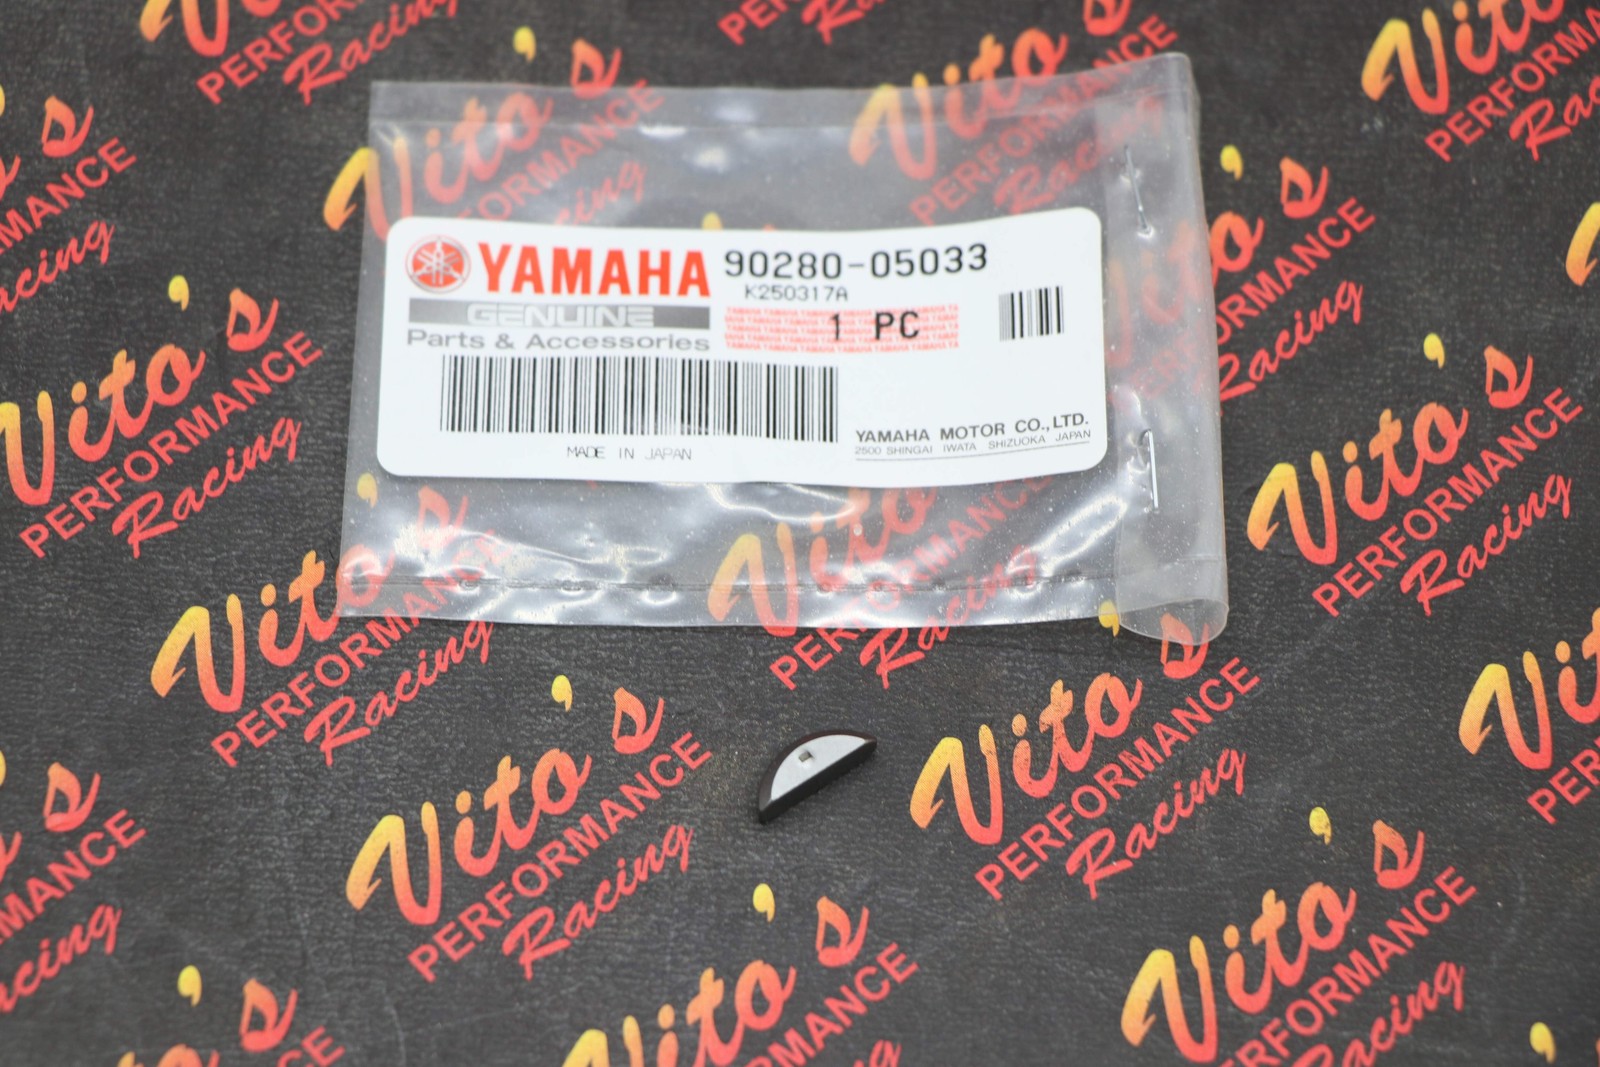 YAMAHA 90280-05033
K250317A
GENUINE
1 PC
Parts & Accessories
MADE IN JAPAN
YAMAHA MOTOR CO.,LTD.
2500 SHINGAI IWATA SHIZUOKA JAPAN
Vito's
PERFORMANCE
Racing